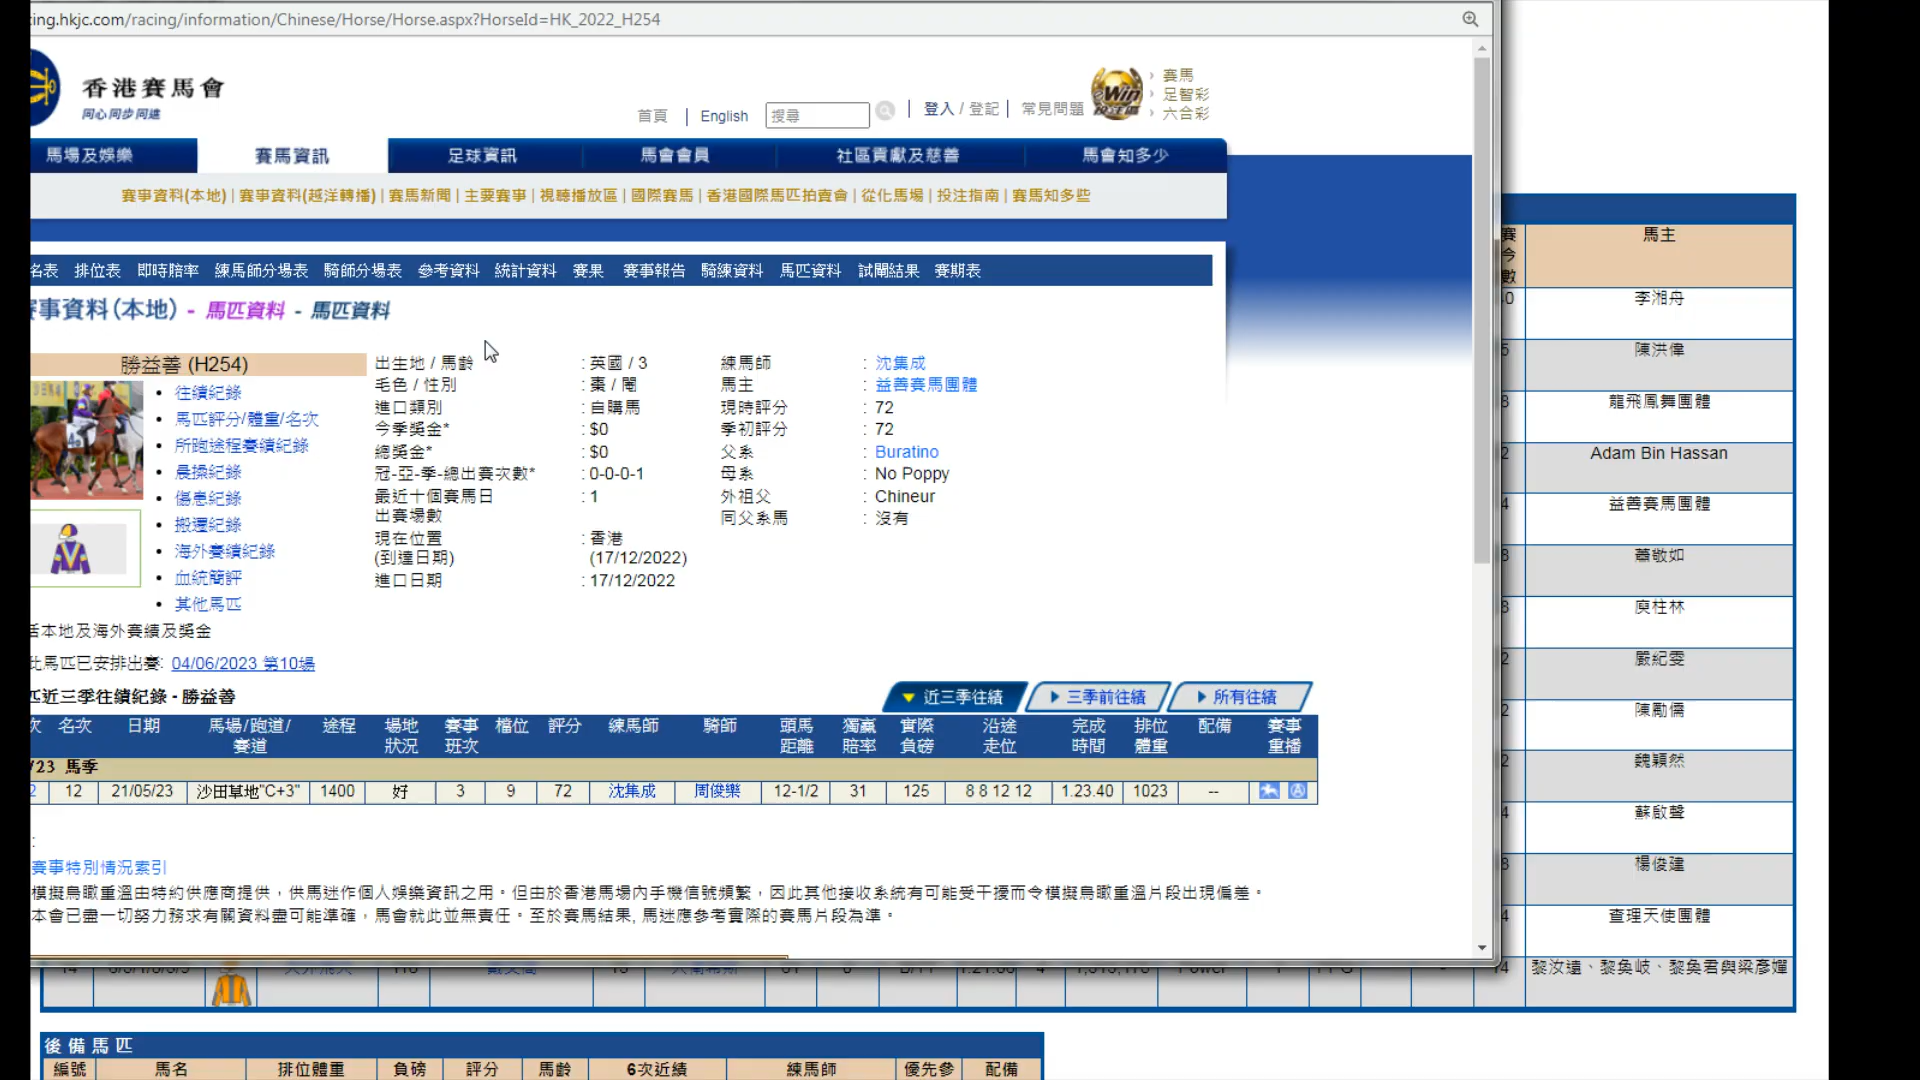 ing.hkjc.com/racing/information/Chinese/Horse/Horse.aspx?HorseId=HK_2022_H254
香港賽馬會
同心同步同進
首頁 | English 搜尋 | 登入 / 登記 | 常見問題
eWin
賽馬
足智彩
六合彩
馬場及娛樂 賽馬資訊 足球資訊 馬會會員 社區貢獻及慈善 馬會知多少
賽事資料(本地) | 賽事資料(越洋轉播) | 賽馬新聞 | 主要賽事 | 視聽播放區 | 國際賽馬 | 香港國際馬匹拍賣會 | 從化馬場 | 投注指南 | 賽馬知多些
名表 排位表 即時賠率 練馬師分場表 騎師分場表 參考資料 統計資料 賽果 賽事報告 騎練資料 馬匹資料 試閘結果 賽期表
事資料(本地) - 馬匹資料 - 馬匹資料
勝益善 (H254)
往績紀錄
馬匹評分/體重/名次
所跑途程賽績紀錄
晨操紀錄
傷患紀錄
搬遷紀錄
海外賽績紀錄
血統簡評
其他馬匹
出生地 / 馬齡 : 英國 / 3
毛色 / 性別 : 棗 / 閹
進口類別 : 自購馬
今季獎金* : $0
總獎金* : $0
冠-亞-季-總出賽次數* : 0-0-0-1
最近十個賽馬日 : 1
出賽場數
現在位置 : 香港
(到達日期) (17/12/2022)
進口日期 : 17/12/2022
練馬師 : 沈集成
馬主 : 益善賽馬團體
現時評分 : 72
季初評分 : 72
父系 : Buratino
母系 : No Poppy
外祖父 : Chineur
同父系馬 : 沒有
本地及海外賽績及獎金
此馬匹已安排出賽: 04/06/2023 第10場
匹近三季往績紀錄 - 勝益善
近三季往績 三季前往績 所有往績
次 名次 日期 馬場/跑道/賽道 途程 場地狀況 賽事班次 檔位 評分 練馬師 騎師 頭馬距離 獨贏賠率 實際負磅 沿途走位 完成時間 排位體重 配備 賽事重播
/23 馬季
2 12 21/05/23 沙田草地"C+3" 1400 好 3 9 72 沈集成 周俊樂 12-1/2 31 125 8 8 12 12 1.23.40 1023 --
:
賽事特別情況索引
模擬鳥瞰重溫由特約供應商提供，供馬迷作個人娛樂資訊之用。但由於香港馬場內手機信號頻繁，因此其他接收系統有可能受干擾而令模擬鳥瞰重溫片段出現偏差。
本會已盡一切努力務求有關資料盡可能準確，馬會就此並無責任。至於賽馬結果, 馬迷應參考實際的賽馬片段為準。
賽 馬主
今
數
0 李湘舟
5 陳洪偉
8 龍飛鳳舞團體
2 Adam Bin Hassan
4 益善賽馬團體
8 蕭敬如
8 庾柱林
2 嚴紀雯
2 陳勵儒
2 魏穎然
4 蘇啟聲
8 楊俊建
4 查理天使團體
14 黎汝遠、黎奐岐、黎奐君與梁彥嬋
後備馬匹
編號 馬名 排位體重 負磅 評分 馬齡 6次近績 練馬師 優先參 配備